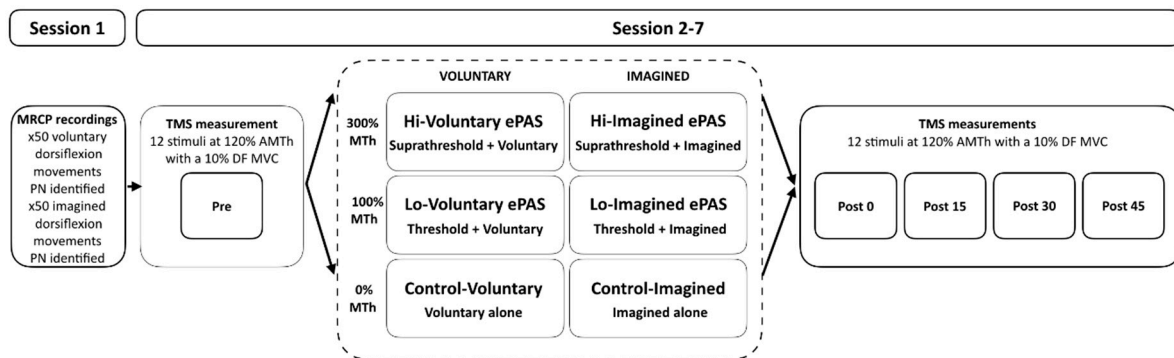 Session 1
Session 2-7
MRCP recordings
x50 voluntary
dorsiflexion
movements
PN identified
x50 imagined
dorsiflexion
movements
PN identified
TMS measurement
12 stimuli at 120% AMTh
with a 10% DF MVC
Pre
VOLUNTARY
IMAGINED
300%
MTh
Hi-Voluntary ePAS
Suprathreshold + Voluntary
Hi-Imagined ePAS
Suprathreshold + Imagined
100%
MTh
Lo-Voluntary ePAS
Threshold + Voluntary
Lo-Imagined ePAS
Threshold + Imagined
0%
MTh
Control-Voluntary
Voluntary alone
Control-Imagined
Imagined alone
TMS measurements
12 stimuli at 120% AMTh with a 10% DF MVC
Post 0
Post 15
Post 30
Post 45